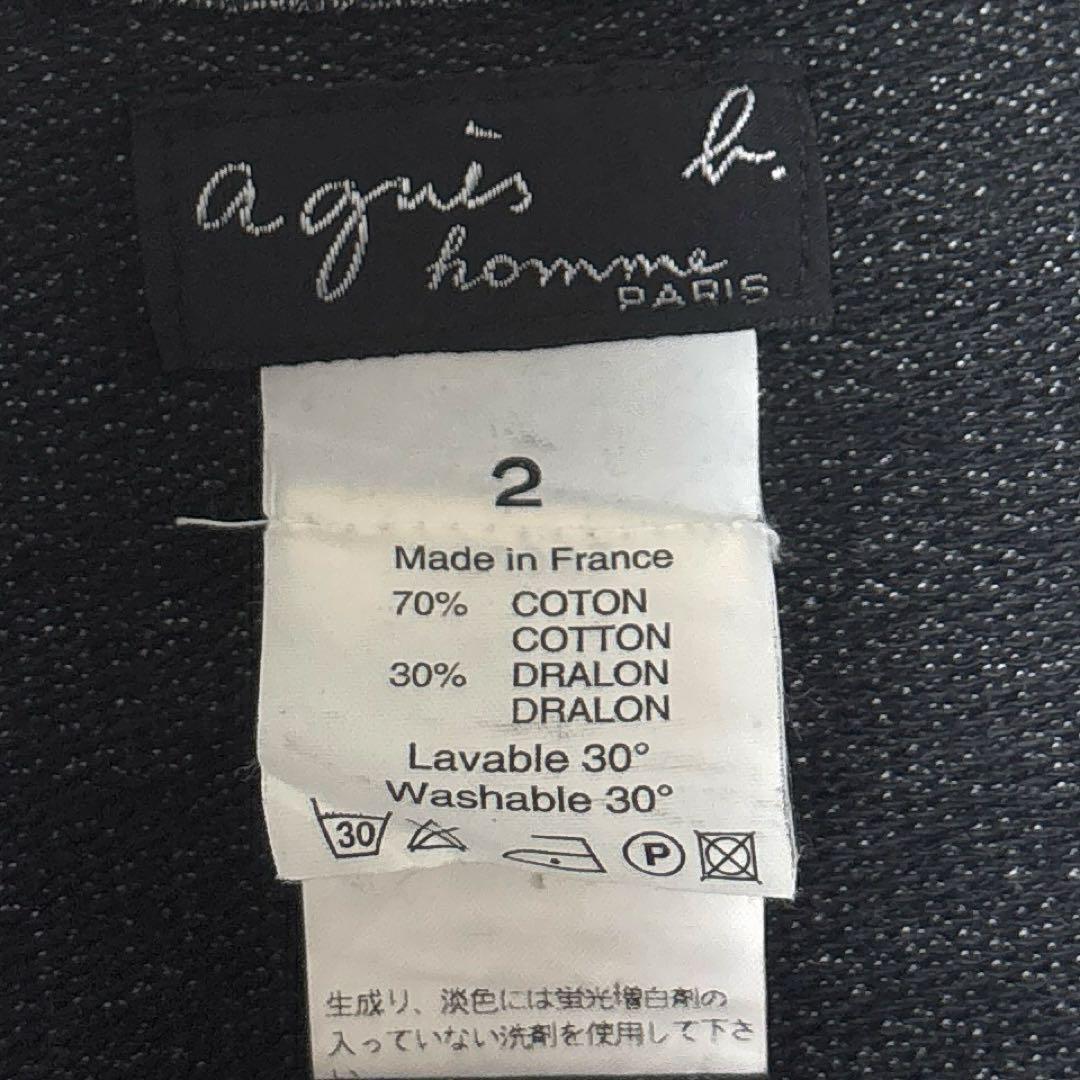 agnès b.
homme
PARIS
2
Made in France
70% COTON
COTTON
30% DRALON
DRALON
Lavable 30°
Washable 30°
30 P
生成り、淡色には蛍光増白剤の
入っていない洗剤を使用して下さ